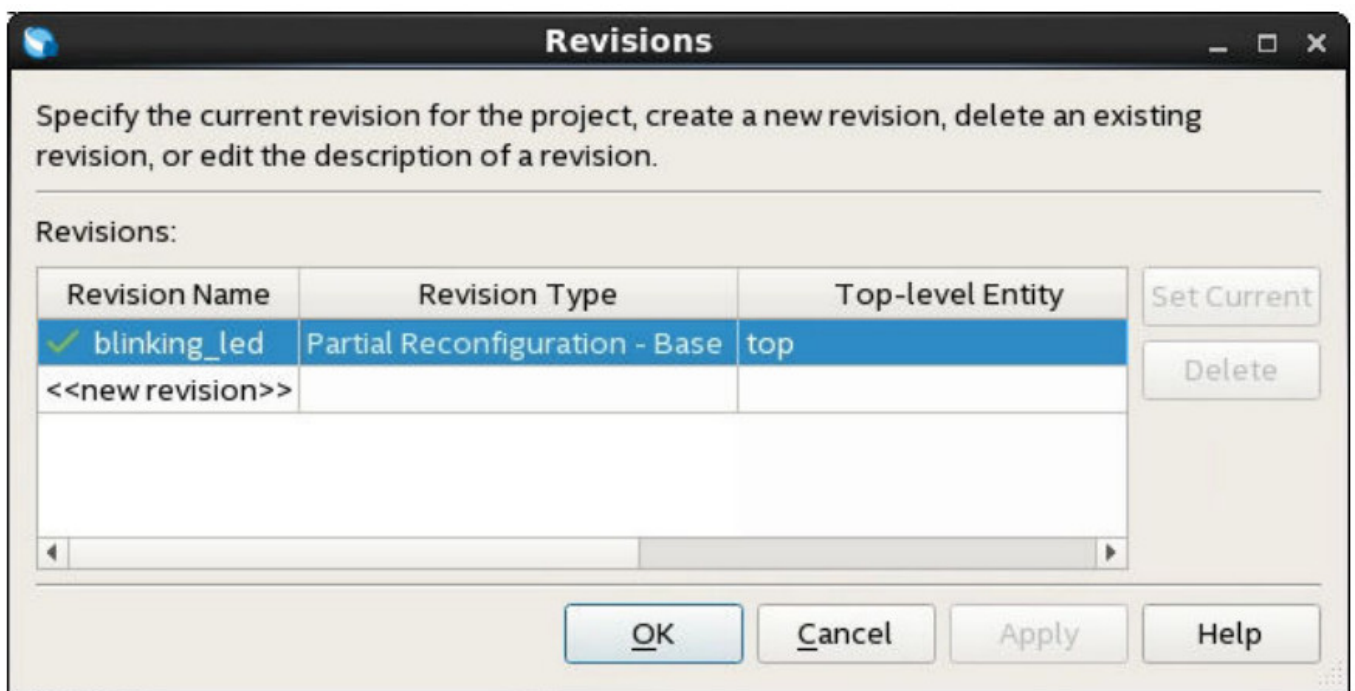 Revisions
Specify the current revision for the project, create a new revision, delete an existing
revision, or edit the description of a revision.
Revisions:
Revision Name Revision Type Top-level Entity Set Current
blinking_led Partial Reconfiguration - Base top
Delete
<<new revision>>
OK Cancel Apply Help